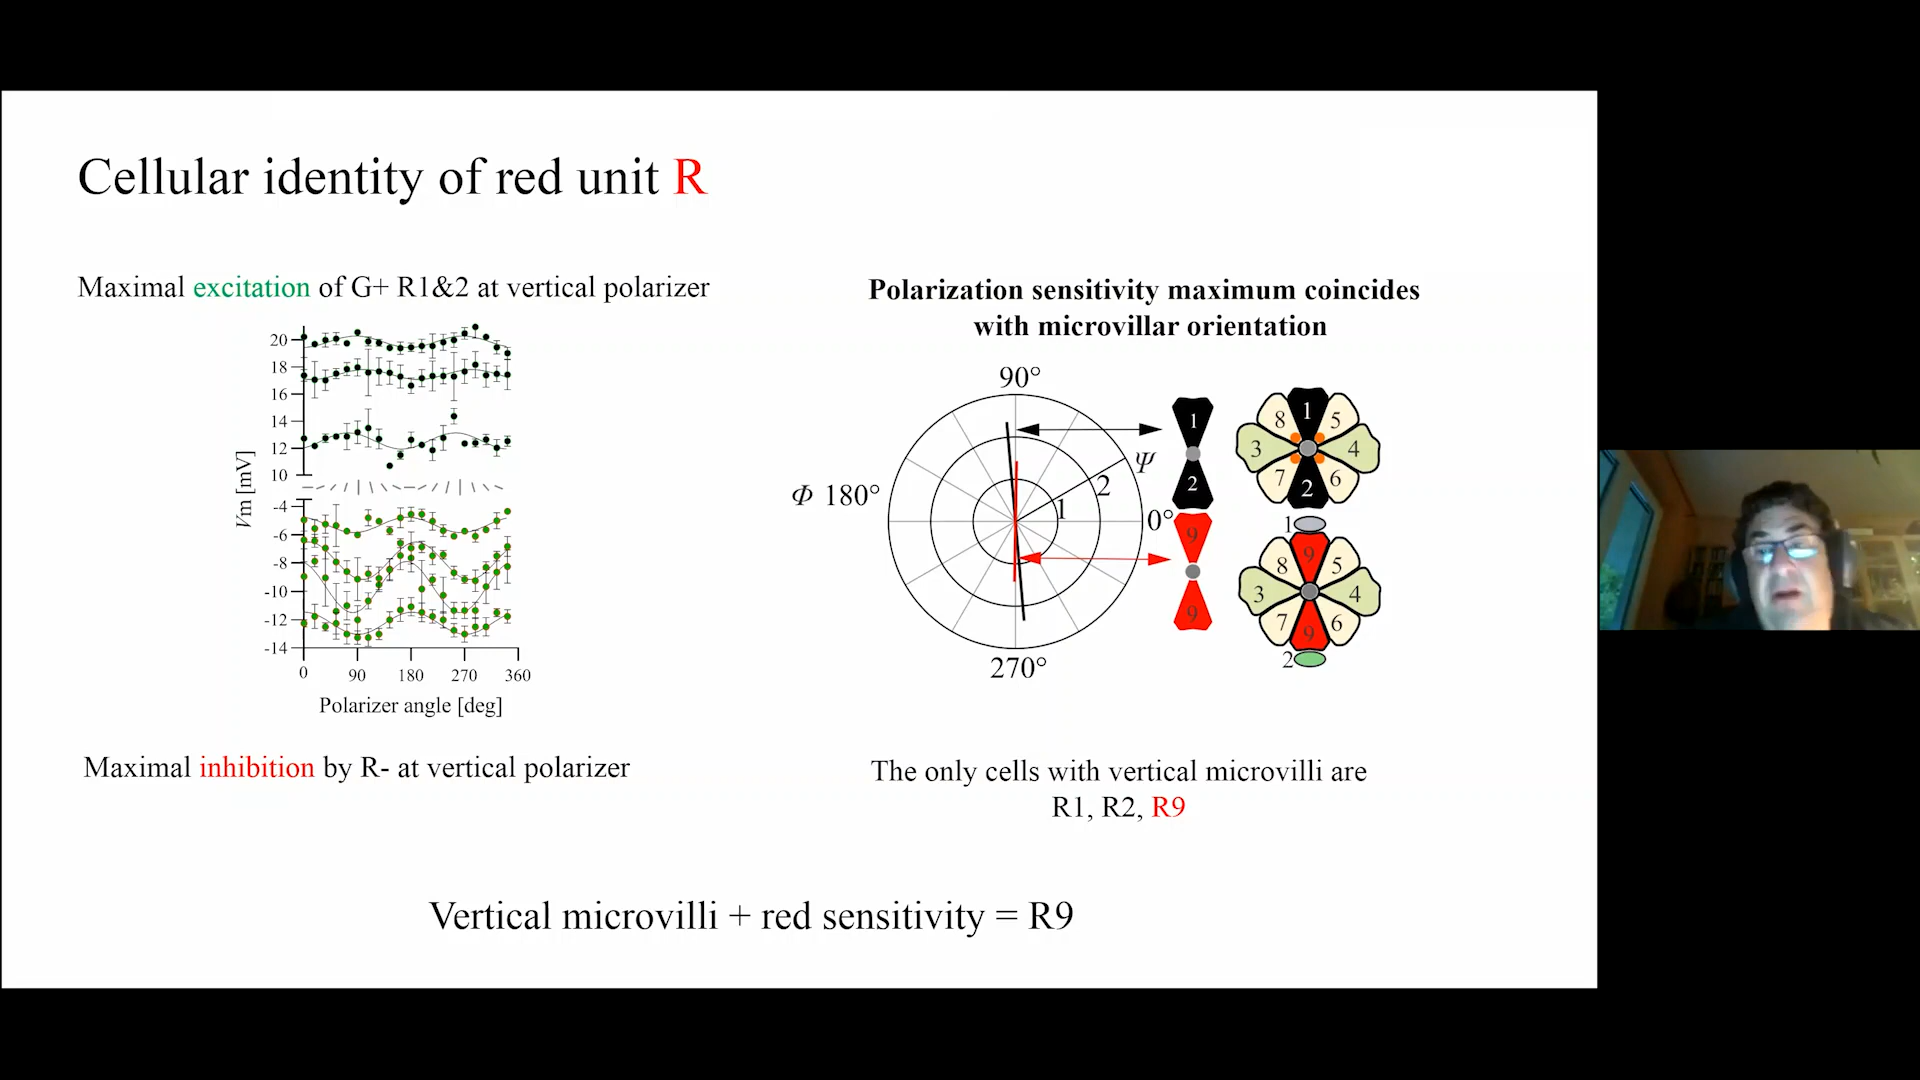 Cellular identity of red unit R
Maximal excitation of G+ R1&2 at vertical polarizer
20
18
16
14
12
10
-4
-6
-8
-10
-12
-14
Vm [mV]
0 90 180 270 360
Polarizer angle [deg]
Maximal inhibition by R- at vertical polarizer
Polarization sensitivity maximum coincides
with microvillar orientation
90°
Φ 180°
Ψ
2
1
0°
270°
1
2
9
9
8 1 5
3 4
7 2 6
1
8 9 5
3 4
7 9 6
2
The only cells with vertical microvilli are
R1, R2, R9
Vertical microvilli + red sensitivity = R9